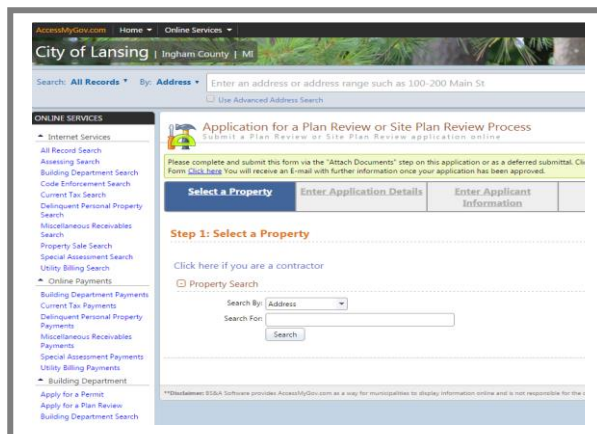 AccessMyGov.com Home Online Services
City of Lansing | Ingham County | MI
Search: All Records By: Address Enter an address or address range such as 100-200 Main St
Use Advanced Address Search
ONLINE SERVICES
Internet Services
All Record Search
Assessing Search
Building Department Search
Code Enforcement Search
Current Tax Search
Delinquent Personal Property
Search
Miscellaneous Receivables
Search
Property Sale Search
Special Assessment Search
Utility Billing Search
Online Payments
Building Department Payments
Current Tax Payments
Delinquent Personal Property
Payments
Miscellaneous Receivables
Payments
Special Assessment Payments
Utility Billing Payments
Building Department
Apply for a Permit
Apply for a Plan Review
Building Department Search
Application for a Plan Review or Site Plan Review Process
Submit a Plan Review or Site Plan Review application online
Please complete and submit this form via the "Attach Documents" step on this application or as a deferred submittal.
Form Click here You will receive an E-mail with further information once your application has been approved.
Select a Property Enter Application Details Enter Applicant
Information
Step 1: Select a Property
Click here if you are a contractor
Property Search
Search By: Address
Search For:
Search
**Disclaimer: BS&A Software provides AccessMyGov.com as a way for municipalities to display information online and is not responsible for the